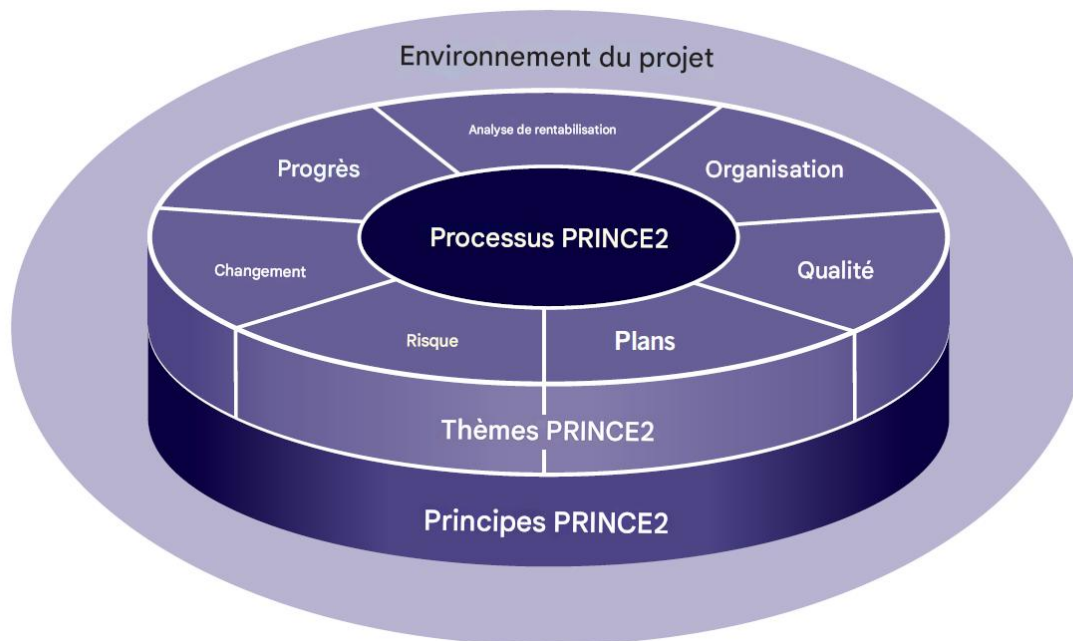 Environnement du projet
Analyse de rentabilisation
Progrès
Organisation
Processus PRINCE2
Changement
Qualité
Risque
Plans
Thèmes PRINCE2
Principes PRINCE2